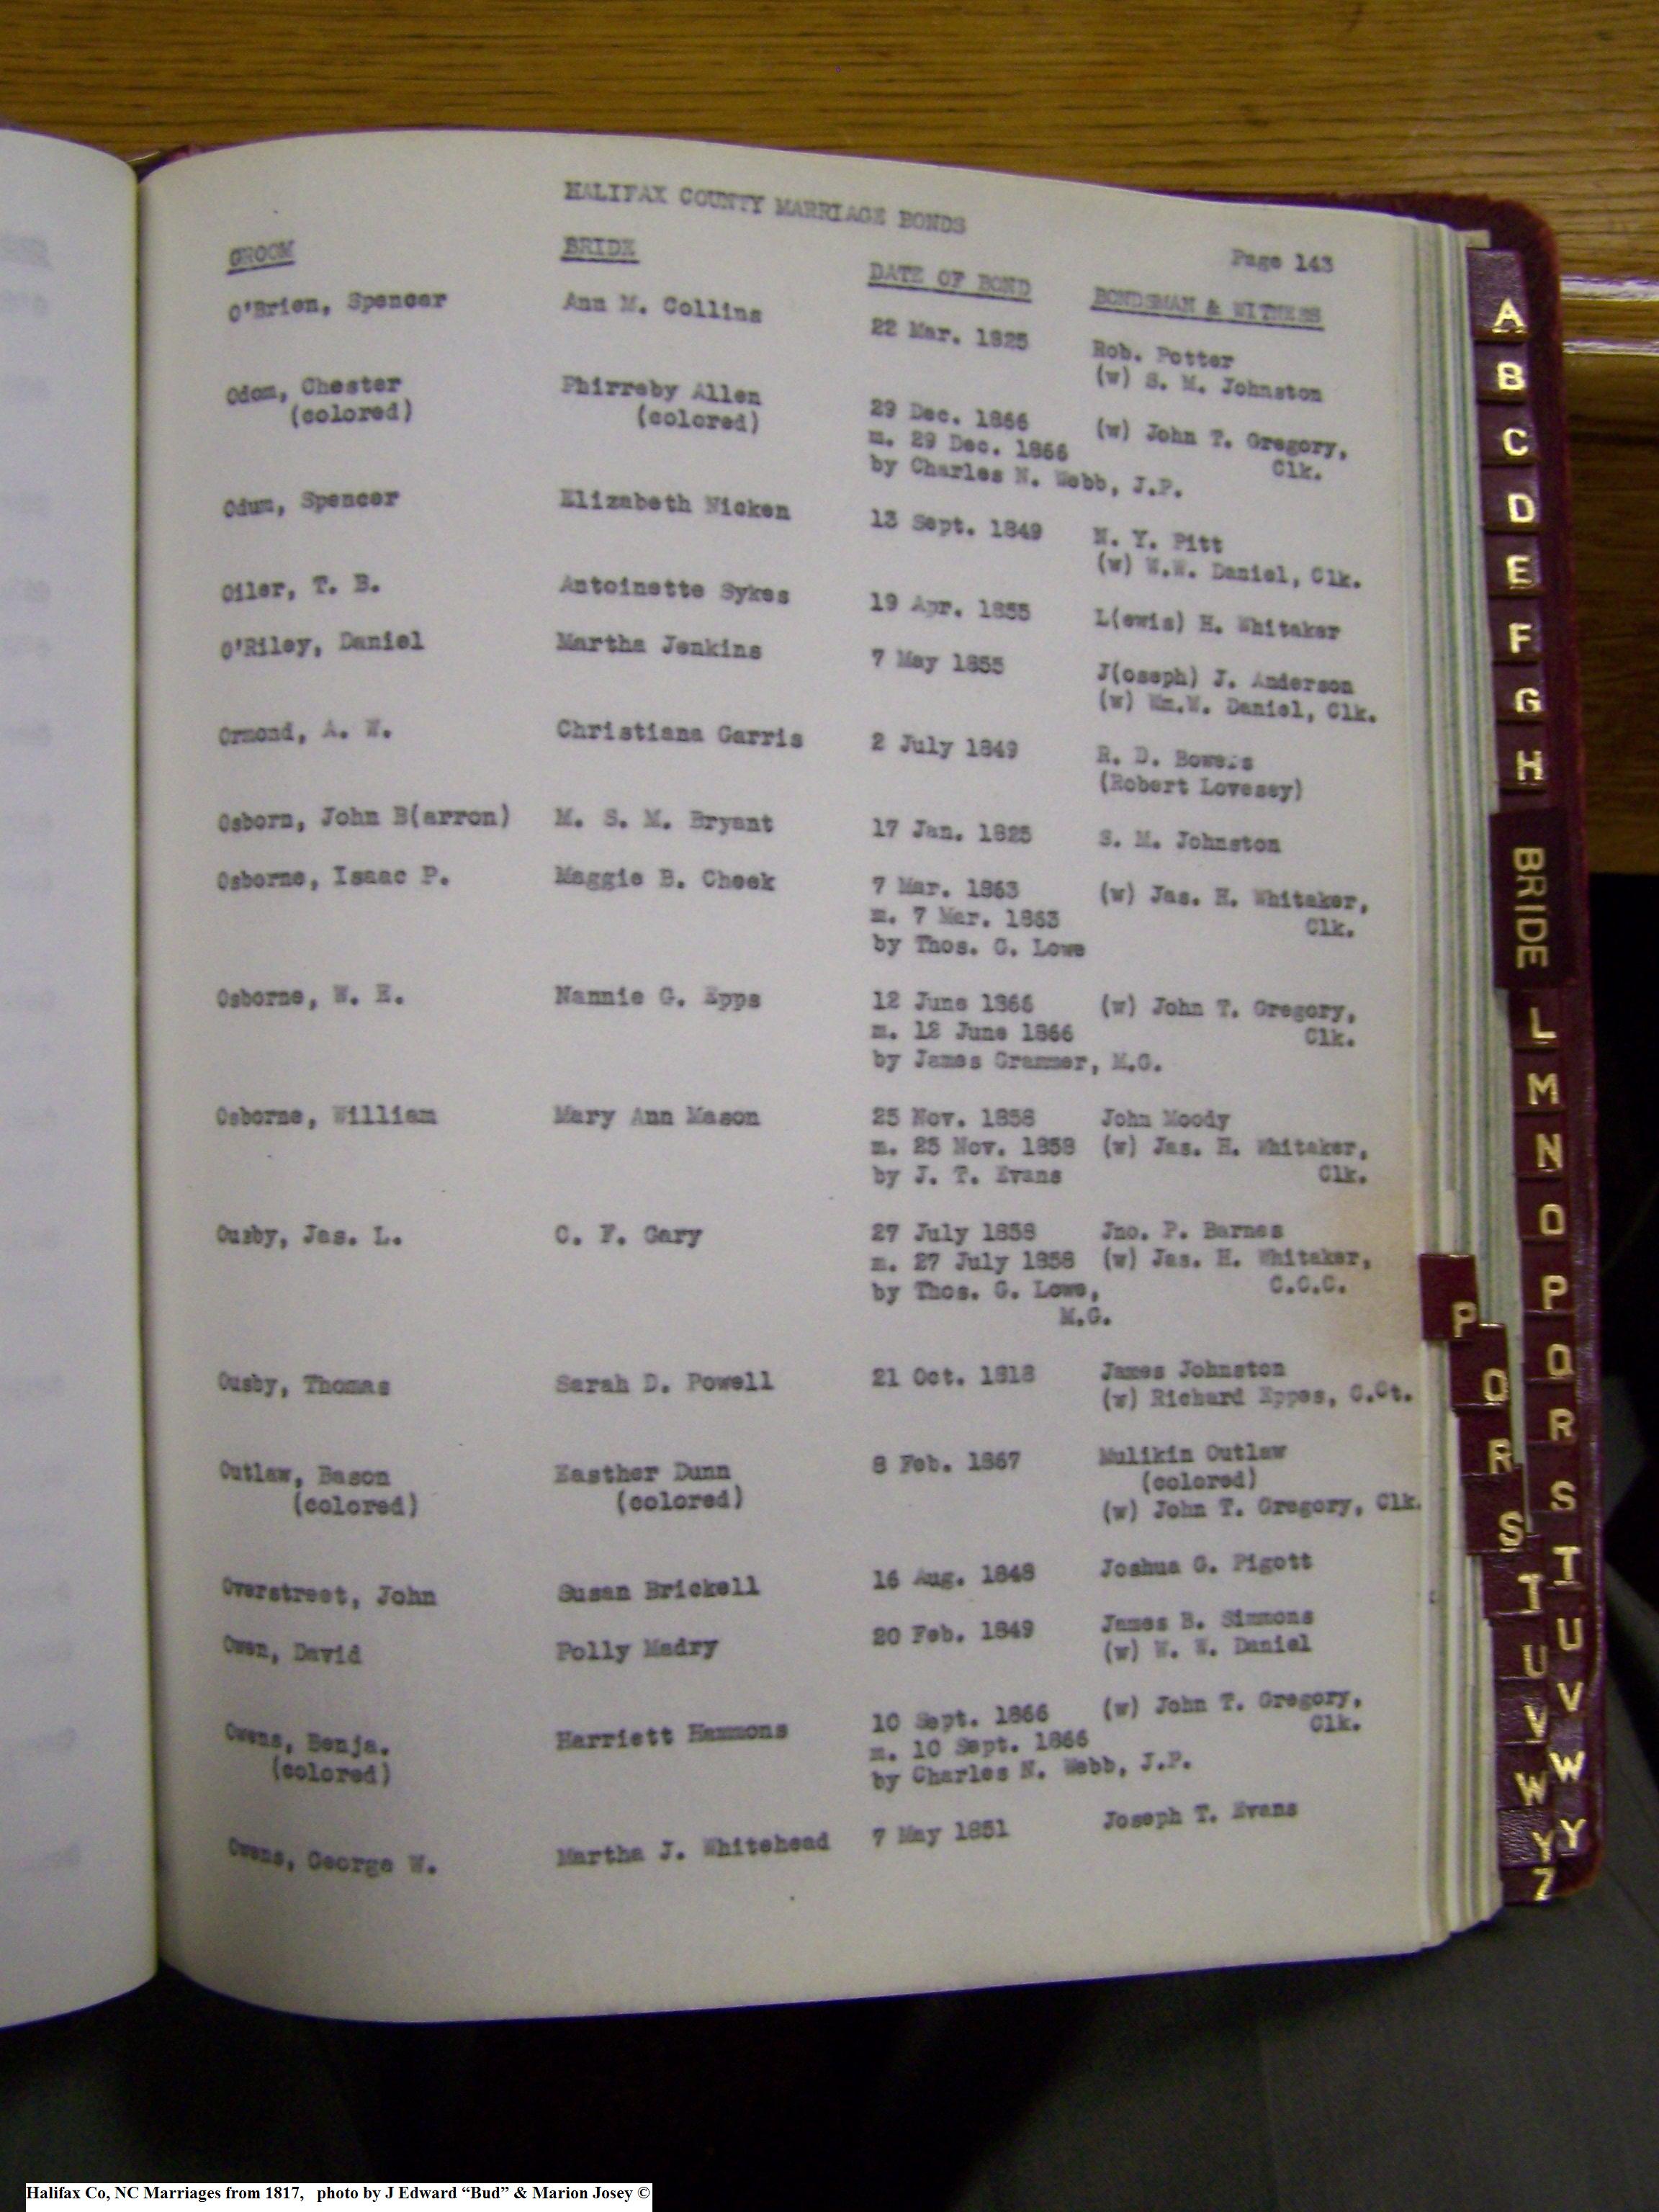 HALIFAX COUNTY MARRIAGE BONDS
Page 143
GROOM BRIDE DATE OF BOND BONDSMAN & WITNESS
O'Brien, Spencer Ann M. Collins 22 Mar. 1825 Rob. Potter
(w) S. M. Johnston
Odom, Chester Phirreby Allen 29 Dec. 1866 (w) John T. Gregory,
(colored) (colored) m. 29 Dec. 1866 Clk.
by Charles N. Webb, J.P.
Odum, Spencer Elizabeth Nicken 13 Sept. 1849 N. Y. Pitt
(w) W.W. Daniel, Clk.
Oiler, T. B. Antoinette Sykes 19 Apr. 1855 L(ewis) H. Whitaker
O'Riley, Daniel Martha Jenkins 7 May 1855 J(oseph) J. Anderson
(w) Wm.W. Daniel, Clk.
Ormond, A. W. Christiana Garris 2 July 1849 R. D. Bowers
(Robert Lovessy)
Osborn, John B(arron) M. S. M. Bryant 17 Jan. 1825 S. M. Johnston
Osborne, Isaac P. Maggie B. Cheek 7 Mar. 1863 (w) Jas. H. Whitaker,
m. 7 Mar. 1863 Clk.
by Thos. G. Lowe
Osborne, W. E. Nannie G. Epps 12 June 1866 (w) John T. Gregory,
m. 12 June 1866 Clk.
by James Grammer, M.G.
Osborne, William Mary Ann Mason 25 Nov. 1858 John Moody
m. 25 Nov. 1858 (w) Jas. H. Whitaker,
by J. T. Evans Clk.
Ousby, Jas. L. C. F. Gary 27 July 1858 Jno. P. Barnes
m. 27 July 1858 (w) Jas. H. Whitaker,
by Thos. G. Lowe, C.C.C.
M.G.
Ousby, Thomas Sarah D. Powell 21 Oct. 1818 James Johnston
(w) Richard Eppes, C.Ct.
Outlaw, Bason Easther Dunn 8 Feb. 1867 Mulikin Outlaw
(colored) (colored) (colored)
(w) John T. Gregory, Clk.
Overstreet, John Susan Brickell 16 Aug. 1848 Joshua G. Pigott
Owen, David Polly Madry 20 Feb. 1849 James B. Simmons
(w) W. W. Daniel
Owens, Benja. Harriett Hammons 10 Sept. 1866 (w) John T. Gregory,
(colored) m. 10 Sept. 1866 Clk.
by Charles N. Webb, J.P.
Owens, George W. Martha J. Whitehead 7 May 1851 Joseph T. Evans
A
B
C
D
E
F
G
H
BRIDE
L
M
N
O
P
Q
R
S
T
U
V
W
Y
P
Q
R
S
T
U
V
W
Y
Z
Halifax Co, NC Marriages from 1817, photo by J Edward “Bud” & Marion Josey ©